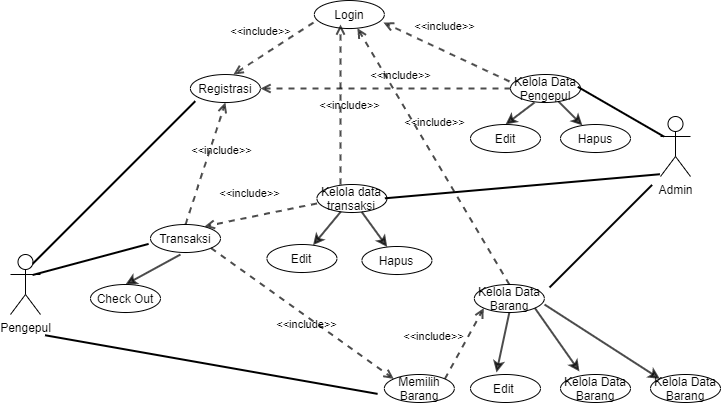 Login
<<include>>
<<include>>
Registrasi
<<include>>
Kelola Data
Pengepul
<<include>>
<<include>>
Edit
Hapus
<<include>>
Admin
<<include>>
Kelola data
transaksi
Transaksi
Edit
Hapus
Check Out
Kelola Data
Barang
Pengepul
<<include>>
<<include>>
Memilih
Barang
Edit
Kelola Data
Barang
Kelola Data
Barang